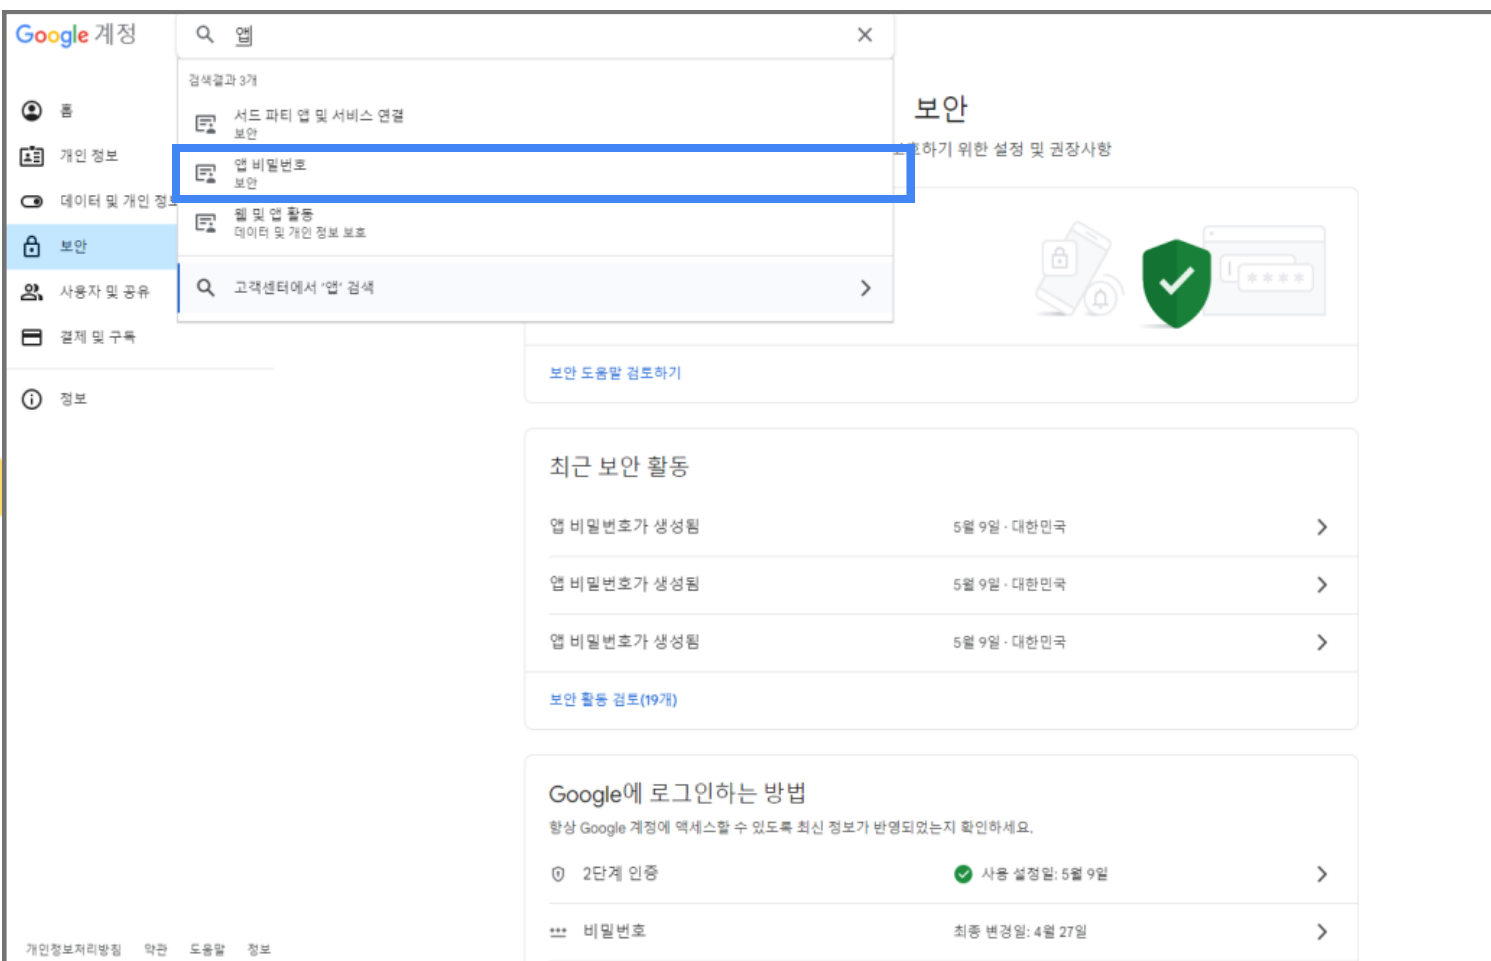 Google 계정
앱
검색결과 3개
서드 파티 앱 및 서비스 연결
보안
앱 비밀번호
보안
웹 및 앱 활동
데이터 및 개인 정보 보호
고객센터에서 '앱' 검색
홈
개인 정보
데이터 및 개인 정보
보안
사용자 및 공유
결제 및 구독
정보
보안
보호하기 위한 설정 및 권장사항
보안 도움말 검토하기
최근 보안 활동
앱 비밀번호가 생성됨
5월 9일 · 대한민국
앱 비밀번호가 생성됨
5월 9일 · 대한민국
앱 비밀번호가 생성됨
5월 9일 · 대한민국
보안 활동 검토(19개)
Google에 로그인하는 방법
항상 Google 계정에 액세스할 수 있도록 최신 정보가 반영되었는지 확인하세요.
2단계 인증
사용 설정일: 5월 9일
비밀번호
최종 변경일: 4월 27일
개인정보처리방침 약관 도움말 정보